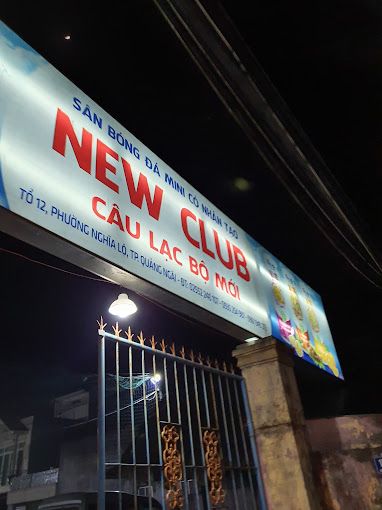 SÂN BÓNG ĐÁ MINI CỎ NHÂN TẠO
NEW CLUB
CÂU LẠC BỘ MỚI
TỔ 12, PHƯỜNG NGHĨA LỘ, TP. QUẢNG NGÃI - ĐT: